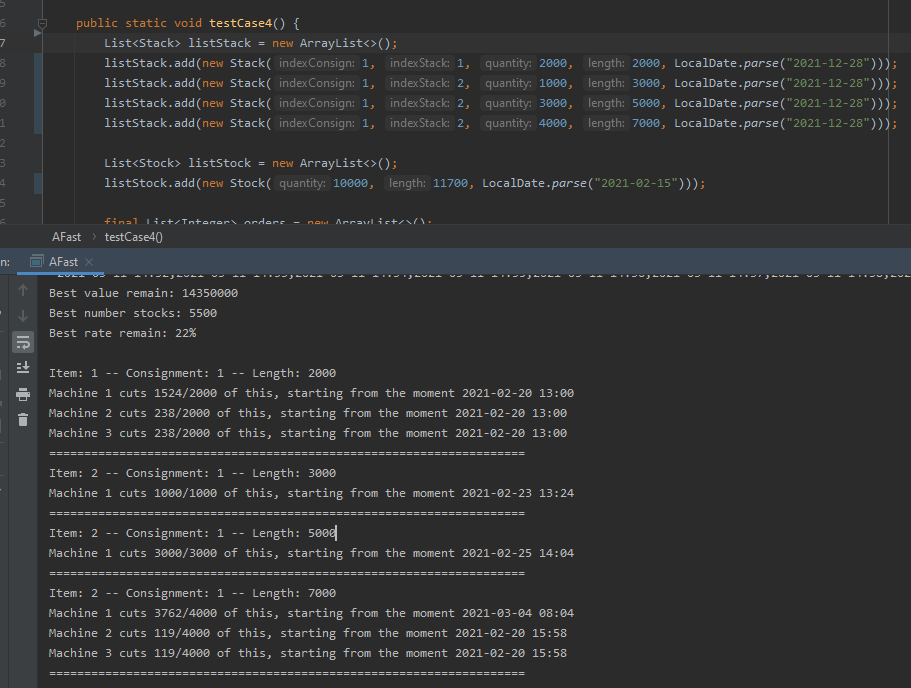 public static void testCase4() {
List<Stack> listStack = new ArrayList<>();
listStack.add(new Stack( indexConsign: 1, indexStack: 1, quantity: 2000, length: 2000, LocalDate.parse("2021-12-28")));
listStack.add(new Stack( indexConsign: 1, indexStack: 2, quantity: 1000, length: 3000, LocalDate.parse("2021-12-28")));
listStack.add(new Stack( indexConsign: 1, indexStack: 2, quantity: 3000, length: 5000, LocalDate.parse("2021-12-28")));
listStack.add(new Stack( indexConsign: 1, indexStack: 2, quantity: 4000, length: 7000, LocalDate.parse("2021-12-28")));
List<Stock> listStock = new ArrayList<>();
listStock.add(new Stock( quantity: 10000, length: 11700, LocalDate.parse("2021-02-15")));
final List<Integer> orders = new ArrayList<>();
AFast > testCase4()
n: AFast ×
Best value remain: 14350000
Best number stocks: 5500
Best rate remain: 22%
Item: 1 -- Consignment: 1 -- Length: 2000
Machine 1 cuts 1524/2000 of this, starting from the moment 2021-02-20 13:00
Machine 2 cuts 238/2000 of this, starting from the moment 2021-02-20 13:00
Machine 3 cuts 238/2000 of this, starting from the moment 2021-02-20 13:00
====================================================================
Item: 2 -- Consignment: 1 -- Length: 3000
Machine 1 cuts 1000/1000 of this, starting from the moment 2021-02-23 13:24
====================================================================
Item: 2 -- Consignment: 1 -- Length: 5000
Machine 1 cuts 3000/3000 of this, starting from the moment 2021-02-25 14:04
====================================================================
Item: 2 -- Consignment: 1 -- Length: 7000
Machine 1 cuts 3762/4000 of this, starting from the moment 2021-03-04 08:04
Machine 2 cuts 119/4000 of this, starting from the moment 2021-02-20 15:58
Machine 3 cuts 119/4000 of this, starting from the moment 2021-02-20 15:58
====================================================================